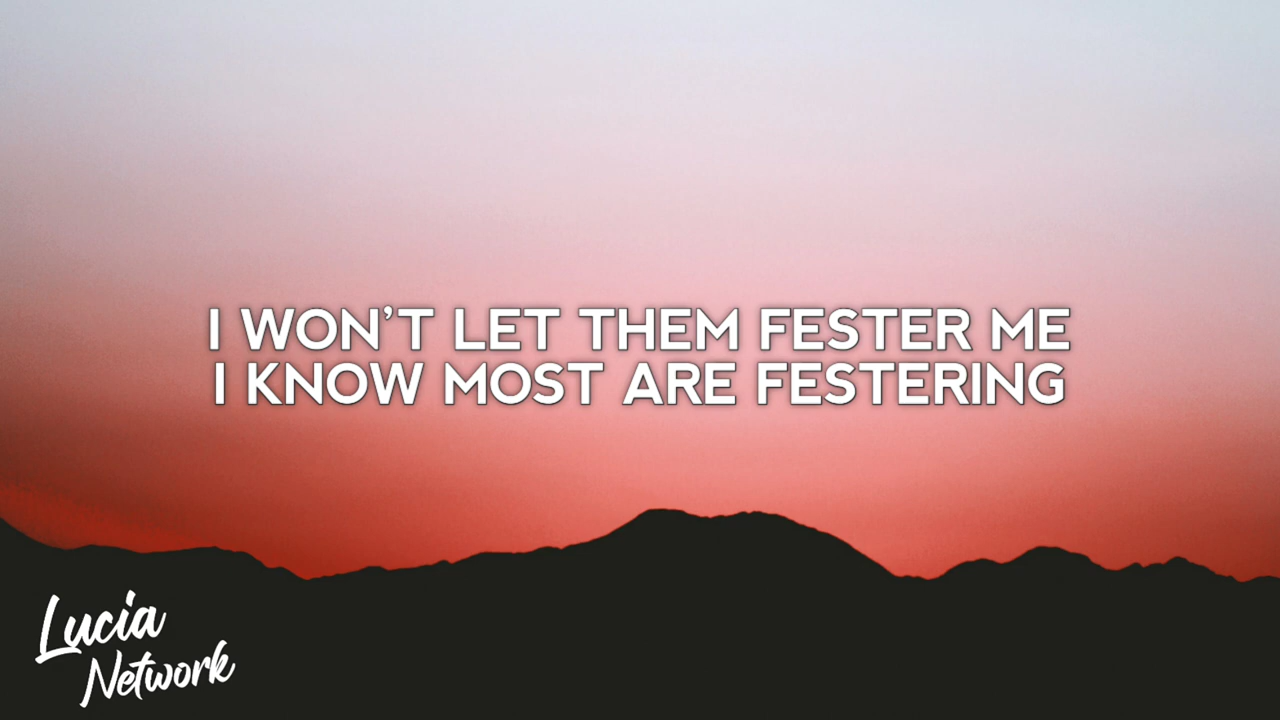 I WON’T LET THEM FESTER ME
I KNOW MOST ARE FESTERING
Lucia
Network